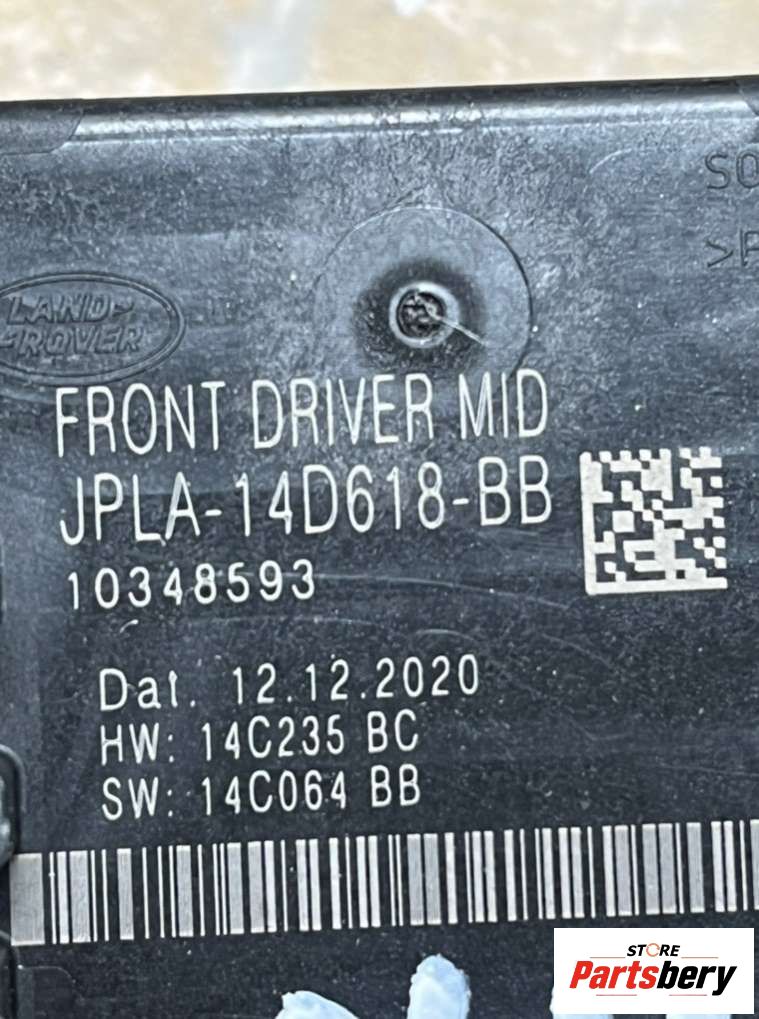 SO
>P
LAND
ROVER
FRONT DRIVER MID
JPLA-14D618-BB
10348593
Dat. 12.12.2020
HW: 14C235 BC
SW: 14C064 BB
STORE
Partsbery